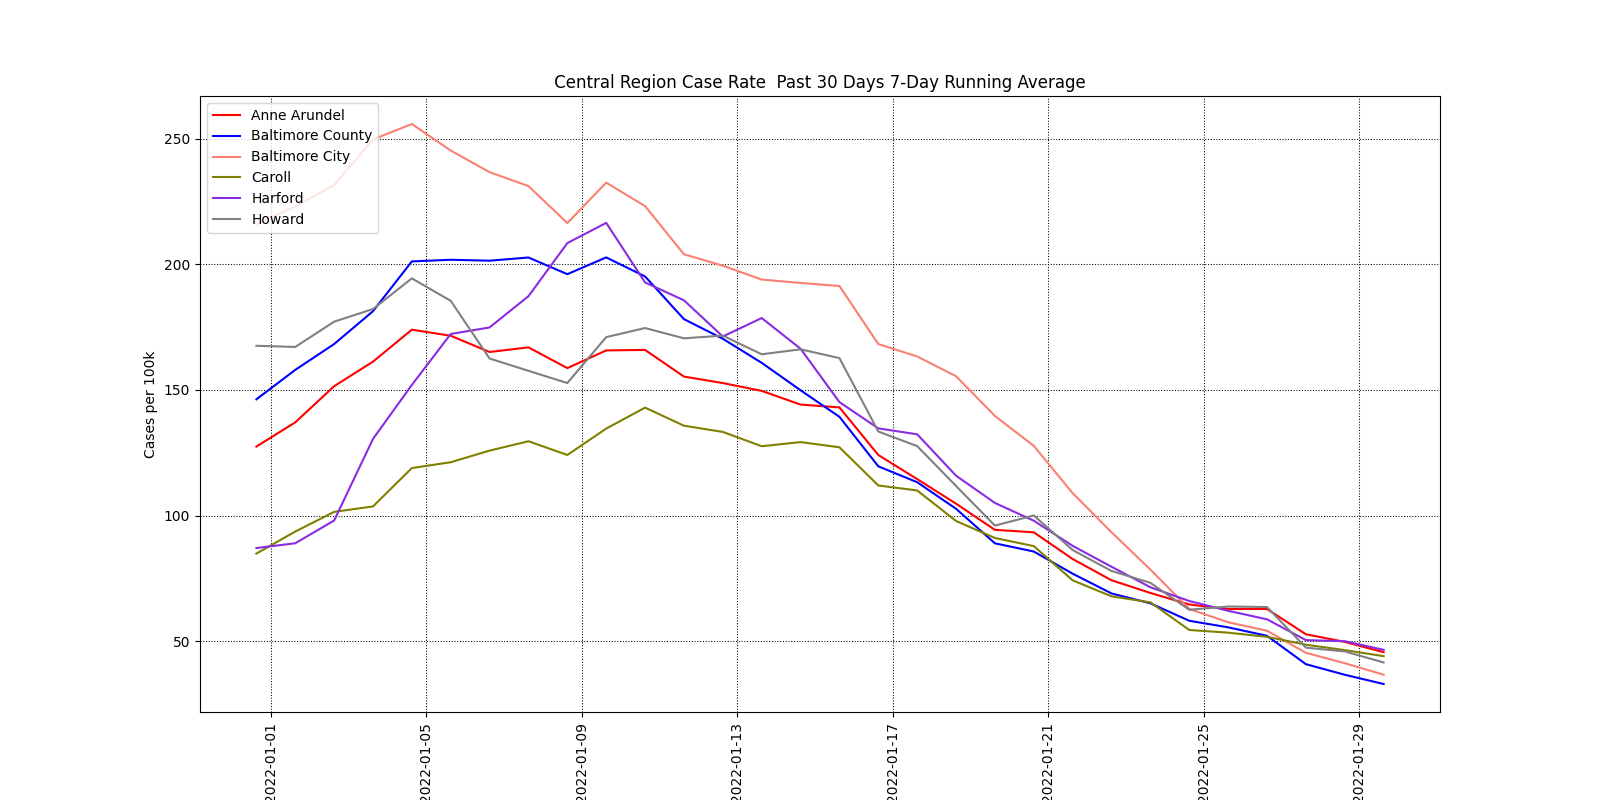 Central Region Case Rate  Past 30 Days 7-Day Running Average
Anne Arundel
Baltimore County
Baltimore City
Caroll
Harford
Howard
Cases per 100k
250
200
150
100
50
2022-01-01
2022-01-05
2022-01-09
2022-01-13
2022-01-17
2022-01-21
2022-01-25
2022-01-29